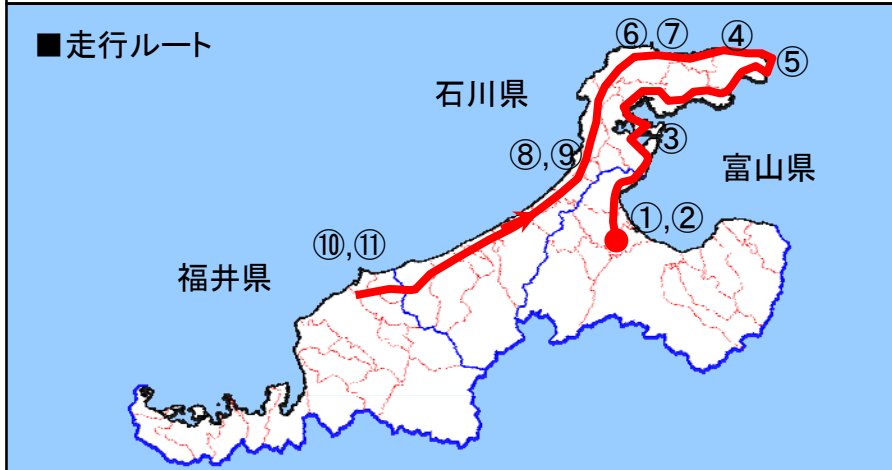 ■走行ルート
⑥,⑦
④
⑤
石川県
③
⑧,⑨
富山県
①,②
⑩,⑪
福井県